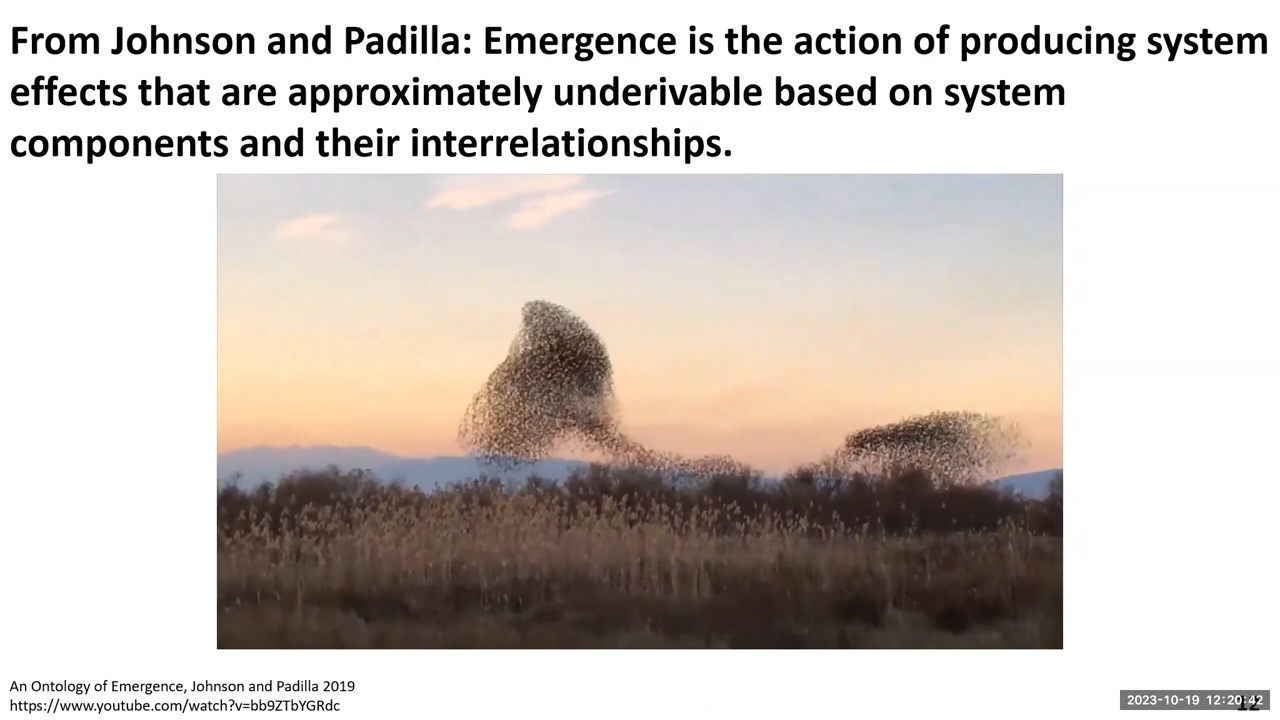 From Johnson and Padilla: Emergence is the action of producing system
effects that are approximately underivable based on system
components and their interrelationships.
An Ontology of Emergence, Johnson and Padilla 2019
https://www.youtube.com/watch?v=bb9ZTbYGRdc
2023-10-19 12:20:42
12